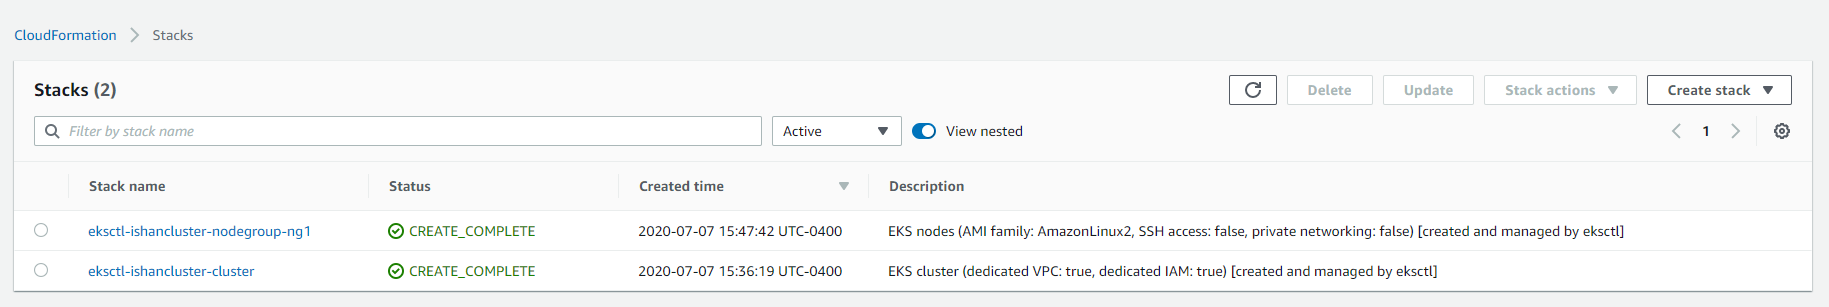 CloudFormation > Stacks
Stacks (2)
Delete
Update
Stack actions
Create stack
Filter by stack name
Active
View nested
1
Stack name Status Created time Description
eksctl-ishancluster-nodegroup-ng1 CREATE_COMPLETE 2020-07-07 15:47:42 UTC-0400 EKS nodes (AMI family: AmazonLinux2, SSH access: false, private networking: false) [created and managed by eksctl]
eksctl-ishancluster-cluster CREATE_COMPLETE 2020-07-07 15:36:19 UTC-0400 EKS cluster (dedicated VPC: true, dedicated IAM: true) [created and managed by eksctl]